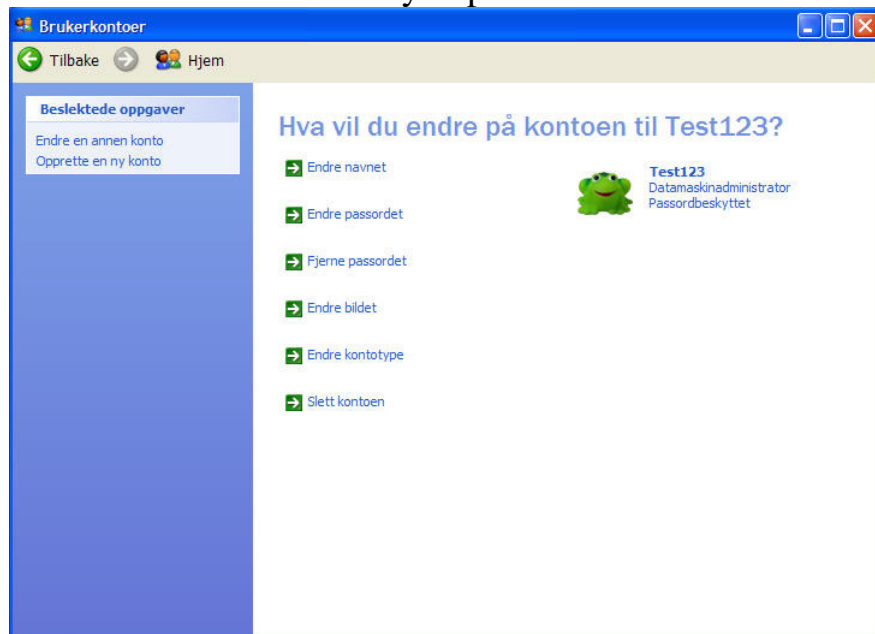 Brukerkontoer
Tilbake Hjem
Beslektede oppgaver
Endre en annen konto
Opprette en ny konto
Hva vil du endre på kontoen til Test123?
Endre navnet
Endre passordet
Fjerne passordet
Endre bildet
Endre kontotype
Slett kontoen
Test123
Datamaskinadministrator
Passordbeskyttet